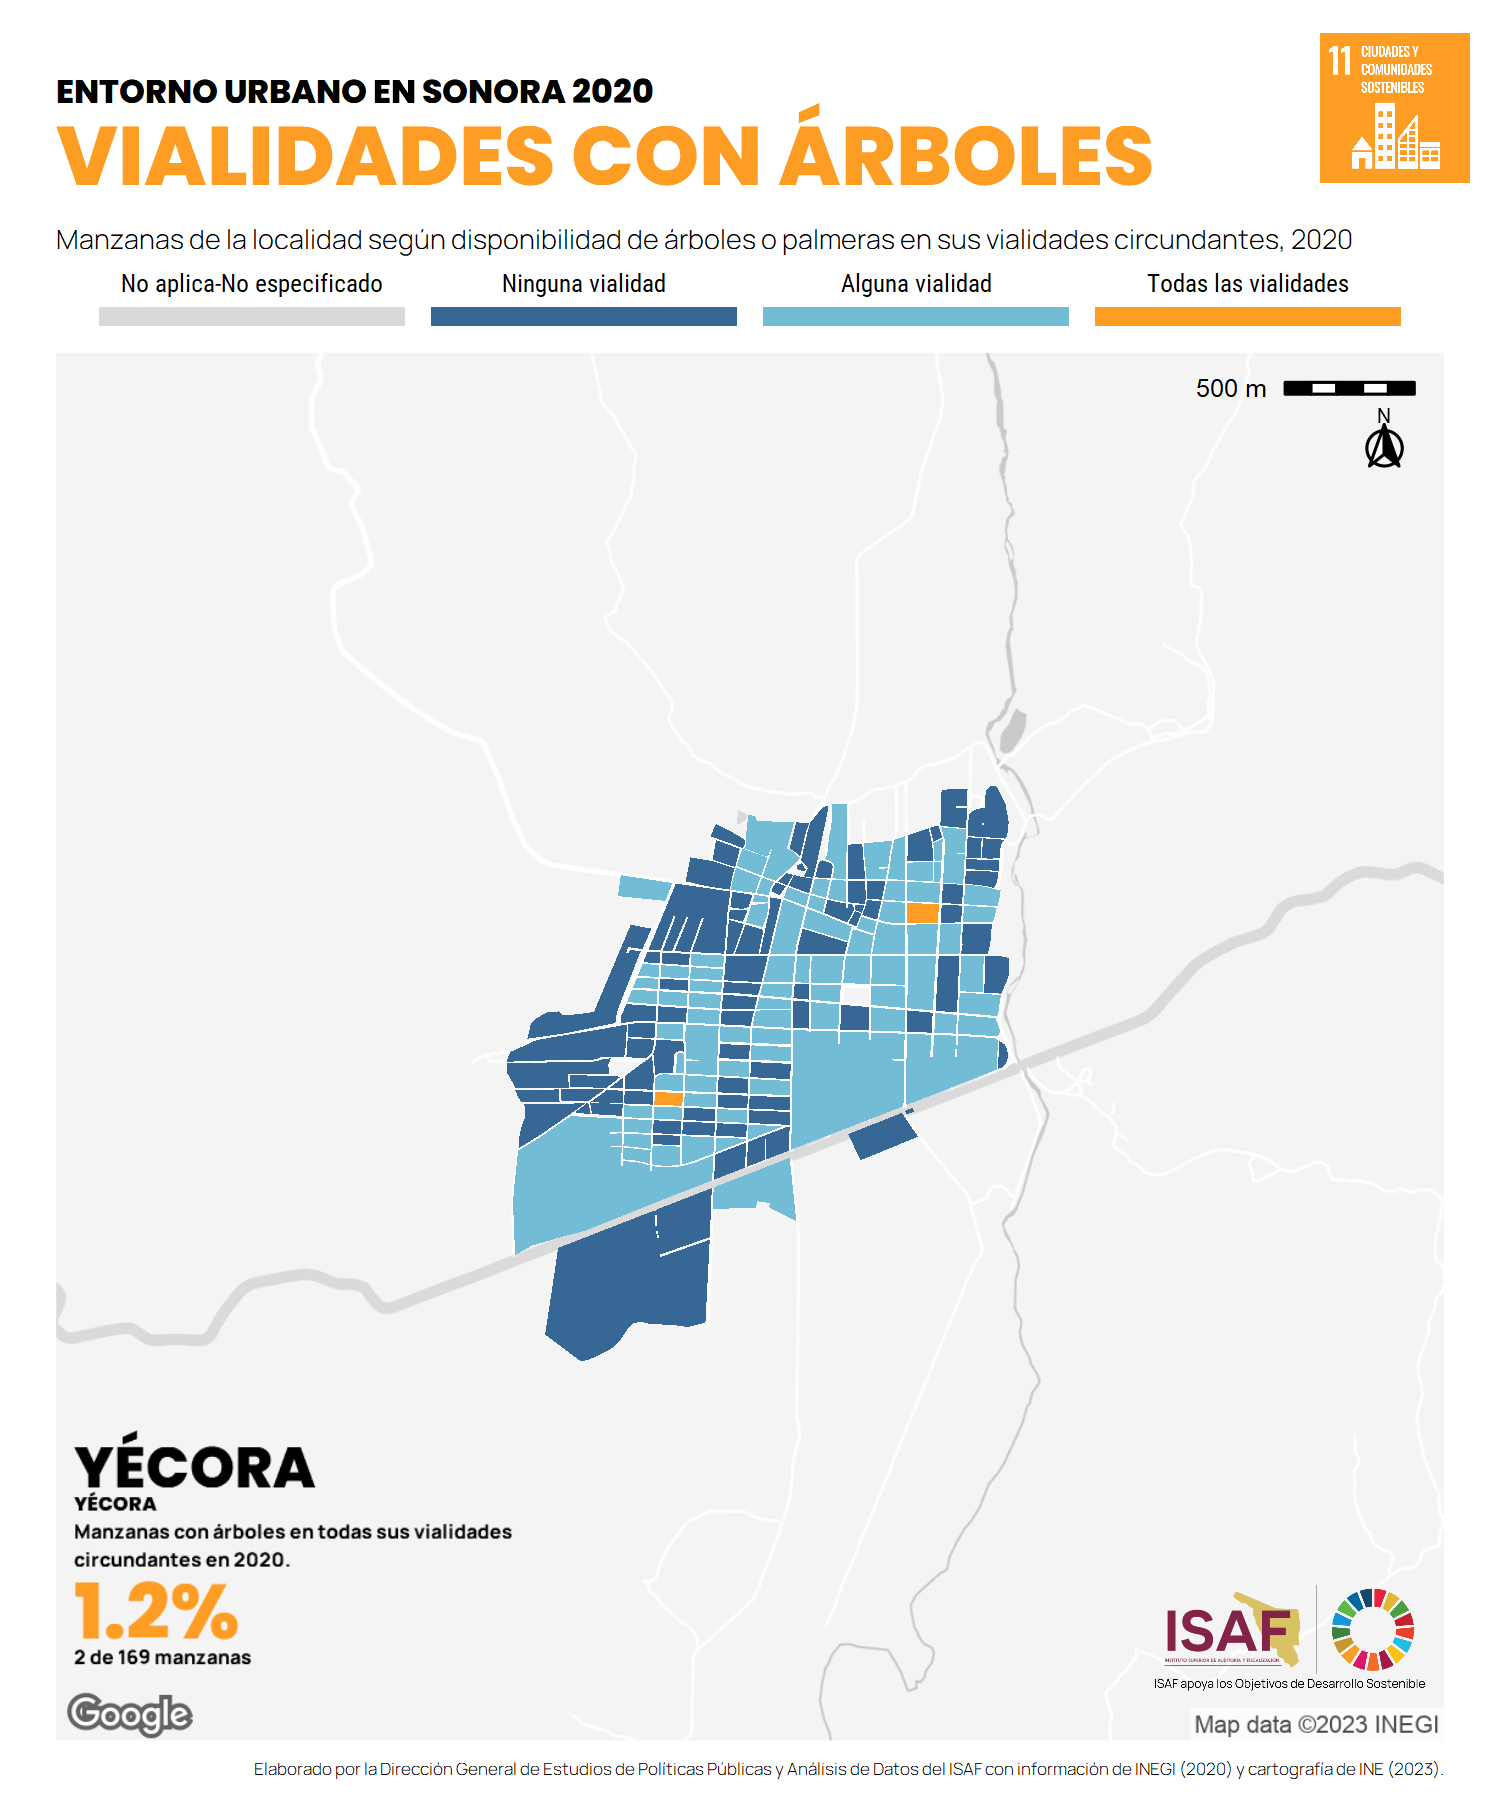 ENTORNO URBANO EN SONORA 2020
VIALIDADES CON ÁRBOLES
11 CIUDADES Y
COMUNIDADES
SOSTENIBLES
Manzanas de la localidad según disponibilidad de árboles o palmeras en sus vialidades circundantes, 2020
No aplica-No especificado Ninguna vialidad Alguna vialidad Todas las vialidades
500 m
N
YÉCORA
YÉCORA
Manzanas con árboles en todas sus vialidades
circundantes en 2020.
1.2%
2 de 169 manzanas
Google
ISAF
INSTITUTO SUPERIOR DE AUDITORÍA Y FISCALIZACIÓN
ISAF apoya los Objetivos de Desarrollo Sostenible
Map data ©2023 INEGI
Elaborado por la Dirección General de Estudios de Políticas Públicas y Análisis de Datos del ISAF con información de INEGI (2020) y cartografía de INE (2023).